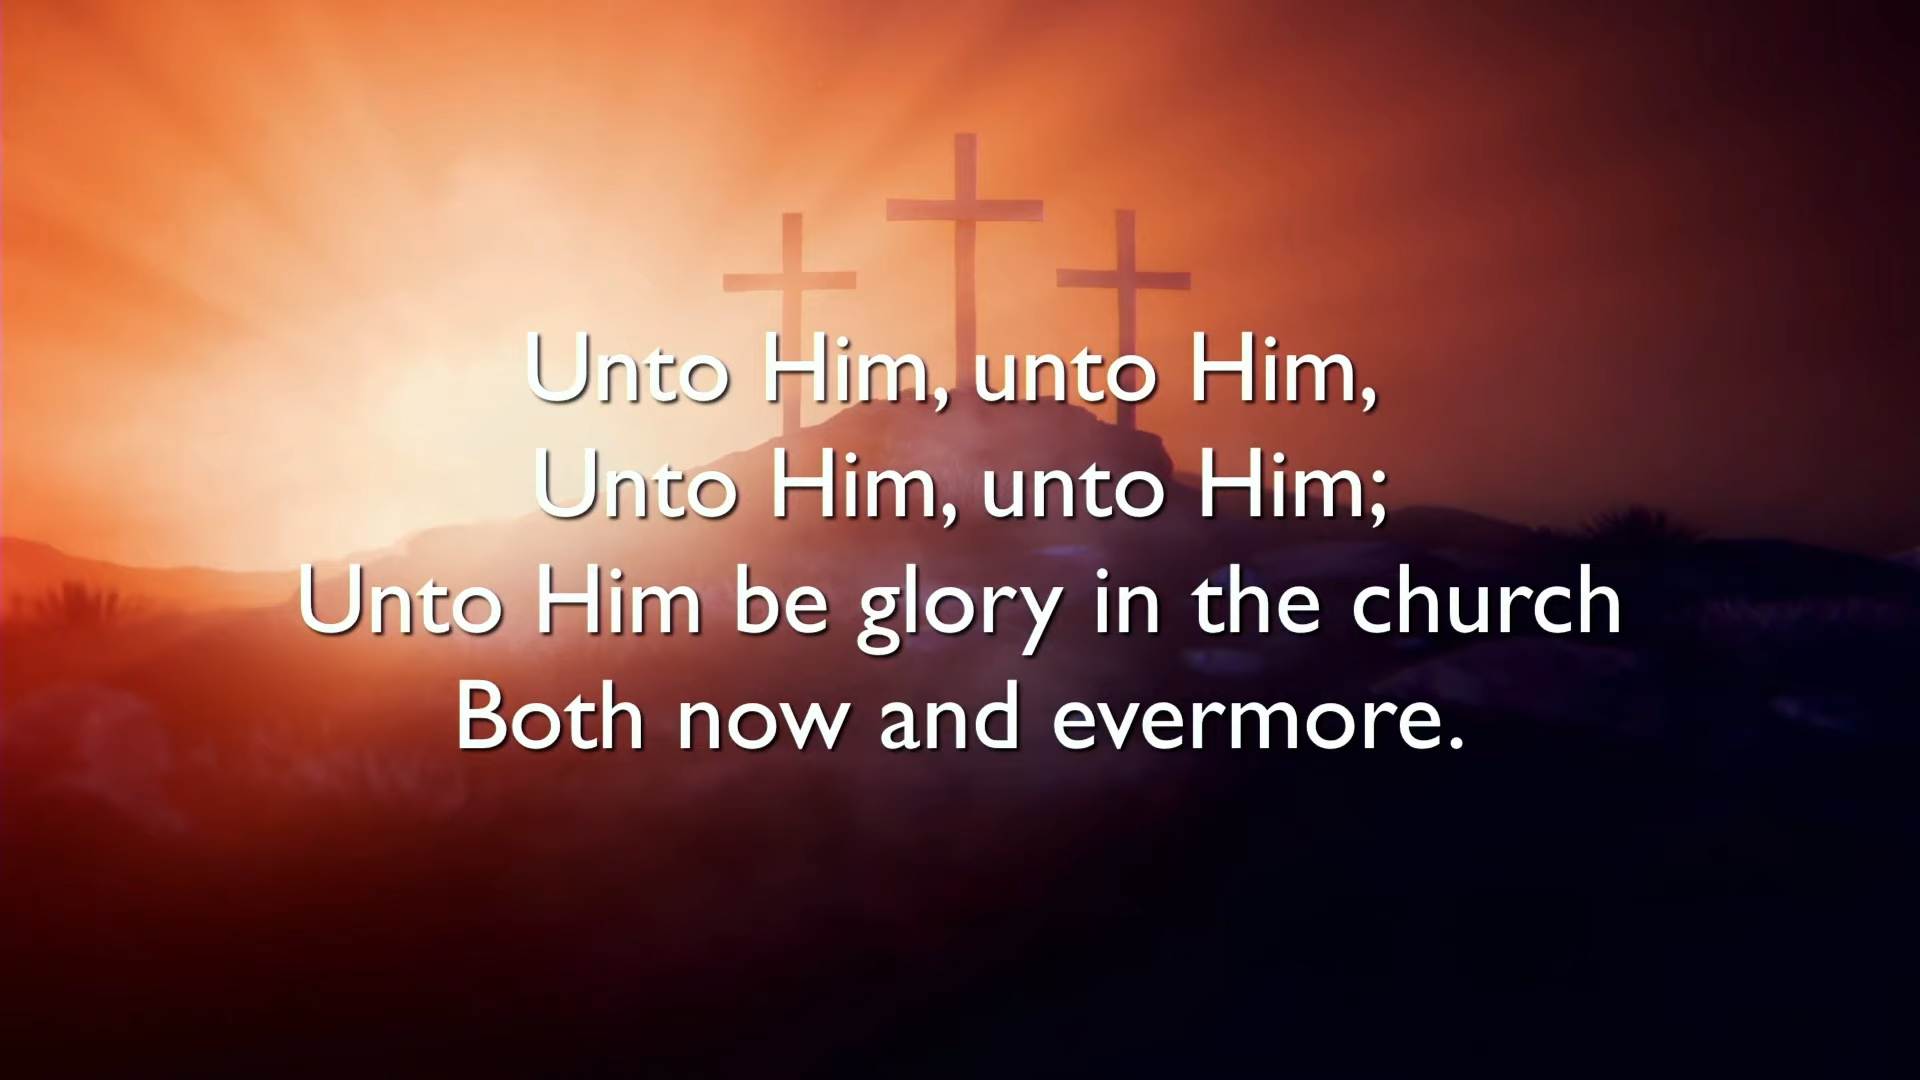 Unto Him, unto Him,
Unto Him, unto Him;
Unto Him be glory in the church
Both now and evermore.